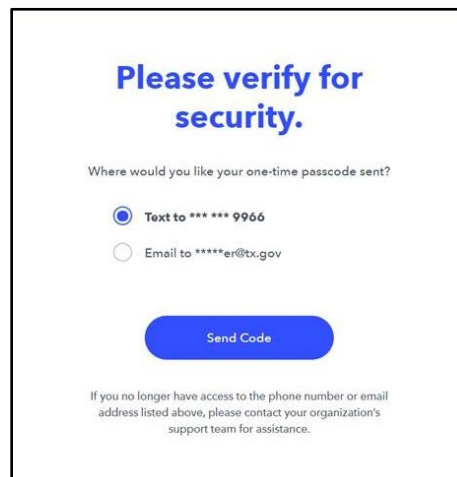 Please verify for
security.
Where would you like your one-time passcode sent?
Text to *** *** 9966
Email to *****er@tx.gov
Send Code
If you no longer have access to the phone number or email
address listed above, please contact your organization's
support team for assistance.